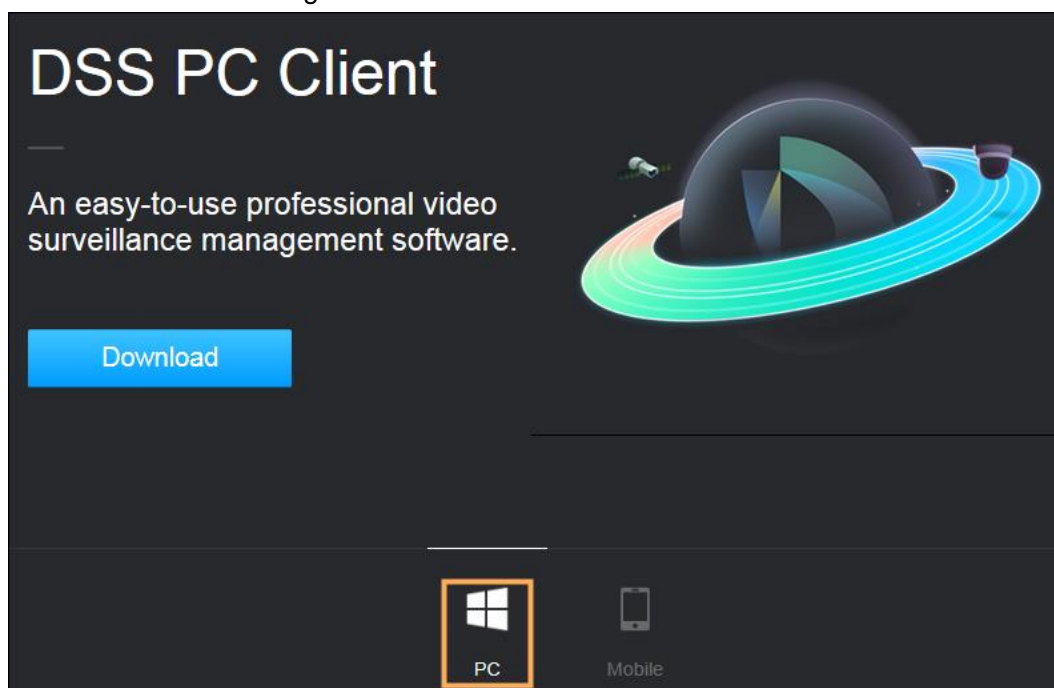 DSS PC Client
An easy-to-use professional video
surveillance management software.
Download
PC
Mobile